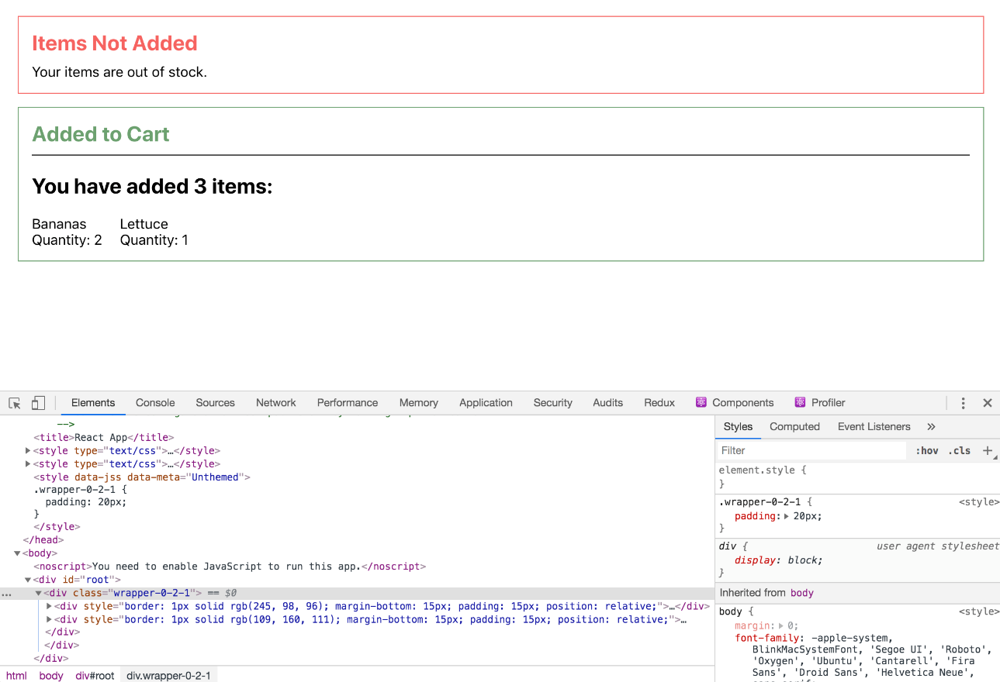 Items Not Added
Your items are out of stock.
Added to Cart
You have added 3 items:
Bananas Lettuce
Quantity: 2 Quantity: 1
Elements Console Sources Network Performance Memory Application Security Audits Redux Components Profiler
-->
<title>React App</title>
<style type="text/css">…</style>
<style type="text/css">…</style>
<style data-jss data-meta="Unthemed">
.wrapper-0-2-1 {
padding: 20px;
}
</style>
</head>
<body>
<noscript>You need to enable JavaScript to run this app.</noscript>
<div id="root">
… <div class="wrapper-0-2-1"> == $0
<div style="border: 1px solid rgb(245, 98, 96); margin-bottom: 15px; padding: 15px; position: relative;">…</div>
<div style="border: 1px solid rgb(109, 160, 111); margin-bottom: 15px; padding: 15px; position: relative;">…
</div>
</div>
</div>
html body div#root div.wrapper-0-2-1
Styles Computed Event Listeners »
Filter :hov .cls +
element.style {
}
.wrapper-0-2-1 { <style>
padding: 20px;
}
div { user agent stylesheet
display: block;
}
Inherited from body
body { <style>
margin: 0;
font-family: -apple-system,
BlinkMacSystemFont, 'Segoe UI', 'Roboto',
'Oxygen', 'Ubuntu', 'Cantarell', 'Fira
Sans', 'Droid Sans', 'Helvetica Neue',